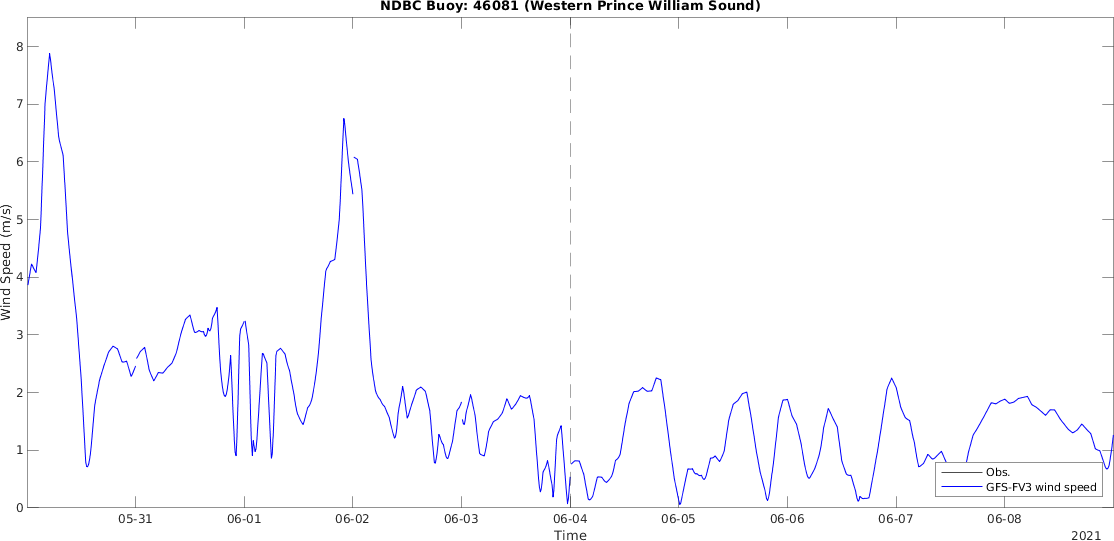 NDBC Buoy: 46081 (Western Prince William Sound)
8
7
6
5
4
3
2
1
0
Wind Speed (m/s)
Obs.
GFS-FV3 wind speed
05-31 06-01 06-02 06-03 06-04 06-05 06-06 06-07 06-08
Time
2021